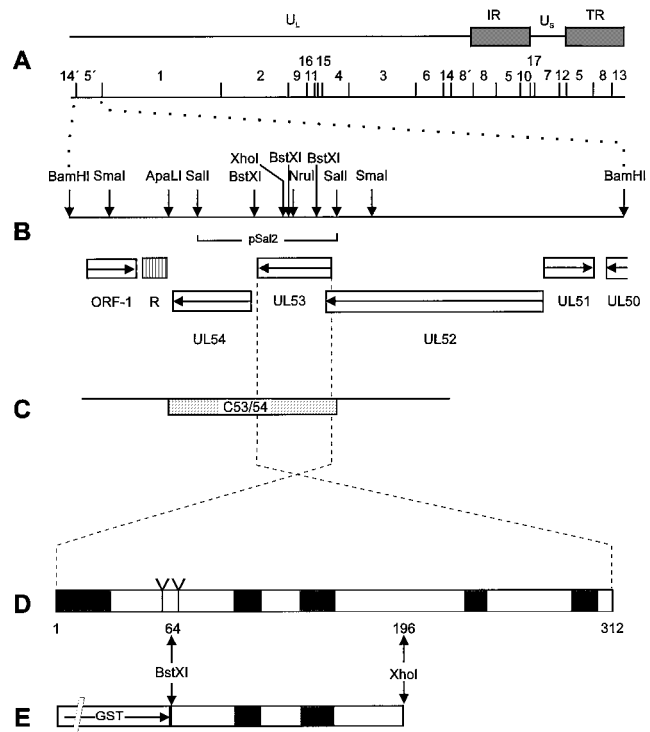 U_L IR U_S TR
A
16 15 17
14´ 5´ 1 2 9 11 4 3 6 14 8´ 8 5 10 7 12 5 8 13
XhoI BstXI BstXI
BamHI SmaI ApaLI SalI BstXI NruI SalI SmaI BamHI
B
pSal2
ORF-1 R UL53 UL51 UL50
UL54 UL52
C
C53/54
D
1 64 196 312
BstXI XhoI
E
GST